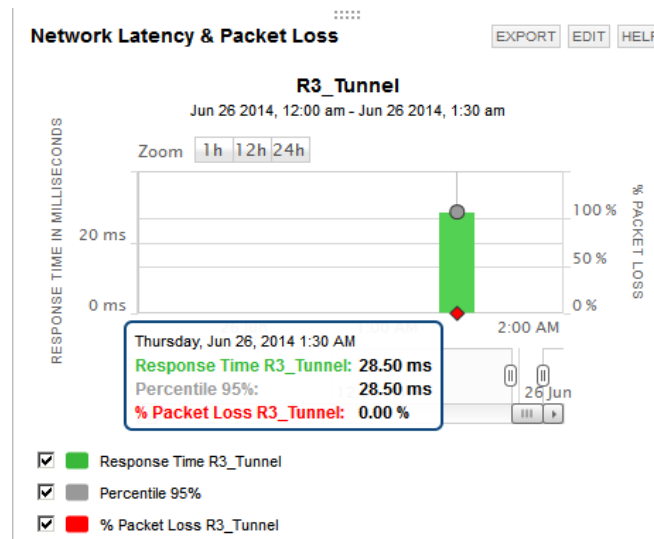 Network Latency & Packet Loss
EXPORT EDIT HELP
R3_Tunnel
Jun 26 2014, 12:00 am - Jun 26 2014, 1:30 am
Zoom 1h 12h 24h
RESPONSE TIME IN MILLISECONDS
20 ms
0 ms
100 %
50 %
0 %
% PACKET LOSS
2:00 AM
Thursday, Jun 26, 2014 1:30 AM
Response Time R3_Tunnel: 28.50 ms
Percentile 95%: 28.50 ms
% Packet Loss R3_Tunnel: 0.00 %
26 Jun
Response Time R3_Tunnel
Percentile 95%
% Packet Loss R3_Tunnel